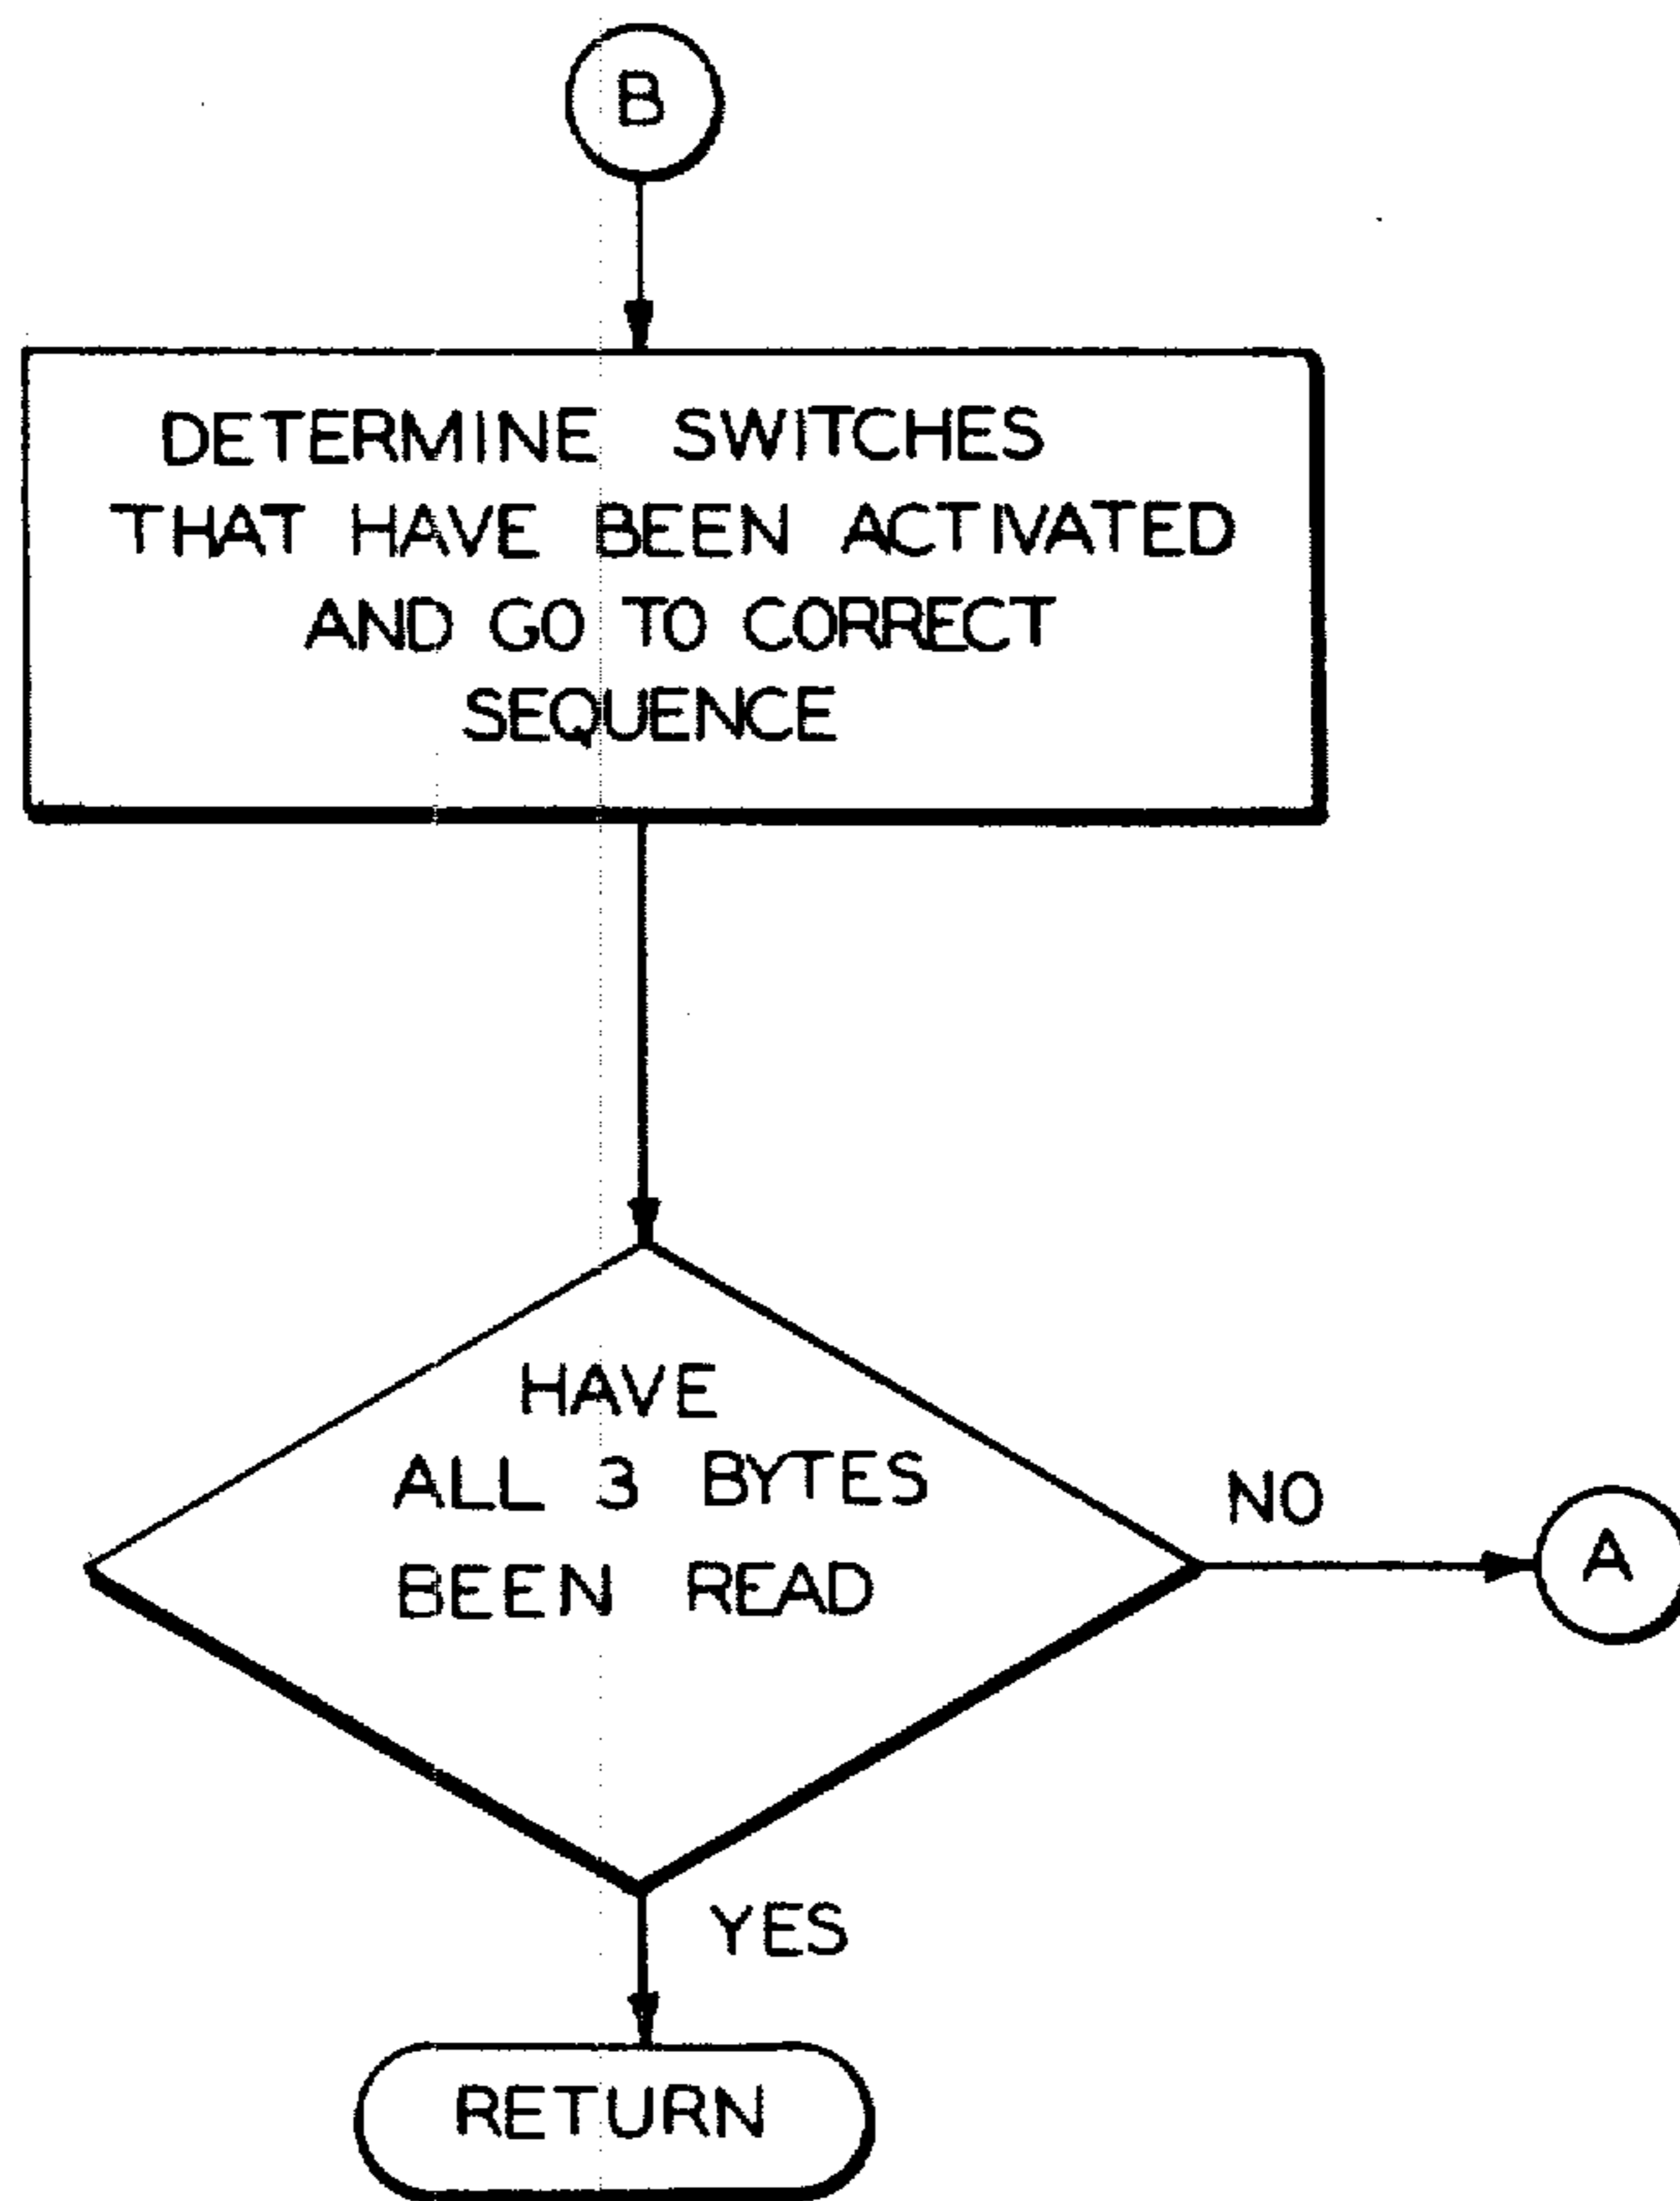 B
DETERMINE SWITCHES
THAT HAVE BEEN ACTIVATED
AND GO TO CORRECT
SEQUENCE
HAVE
ALL 3 BYTES
BEEN READ
NO
A
YES
RETURN